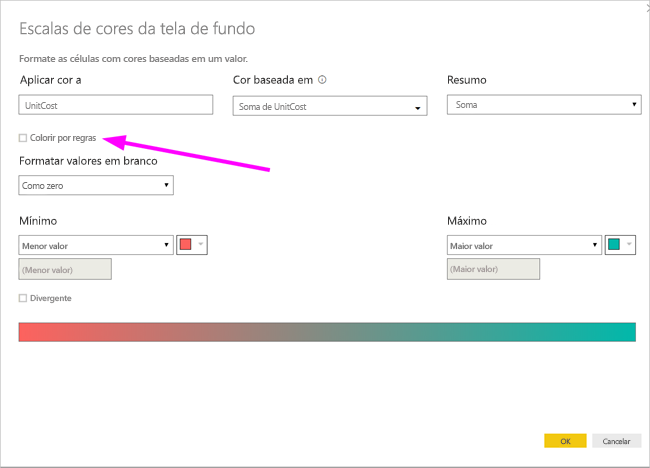 Escalas de cores da tela de fundo
Formate as células com cores baseadas em um valor.
Aplicar cor a
Cor baseada em
Resumo
UnitCost
Soma de UnitCost
Soma
Colorir por regras
Formatar valores em branco
Como zero
Mínimo
Máximo
Menor valor
Maior valor
(Menor valor)
(Maior valor)
Divergente
OK
Cancelar